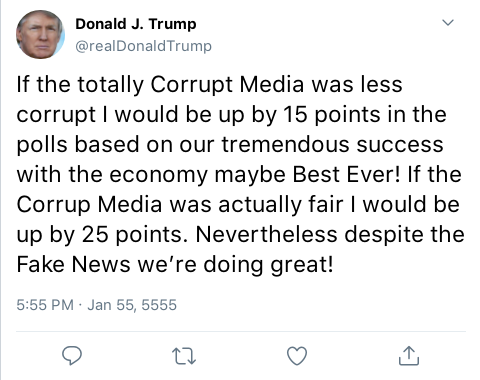 Donald J. Trump
@realDonaldTrump
If the totally Corrupt Media was less
corrupt I would be up by 15 points in the
polls based on our tremendous success
with the economy maybe Best Ever! If the
Corrup Media was actually fair I would be
up by 25 points. Nevertheless despite the
Fake News we’re doing great!
5:55 PM · Jan 55, 5555